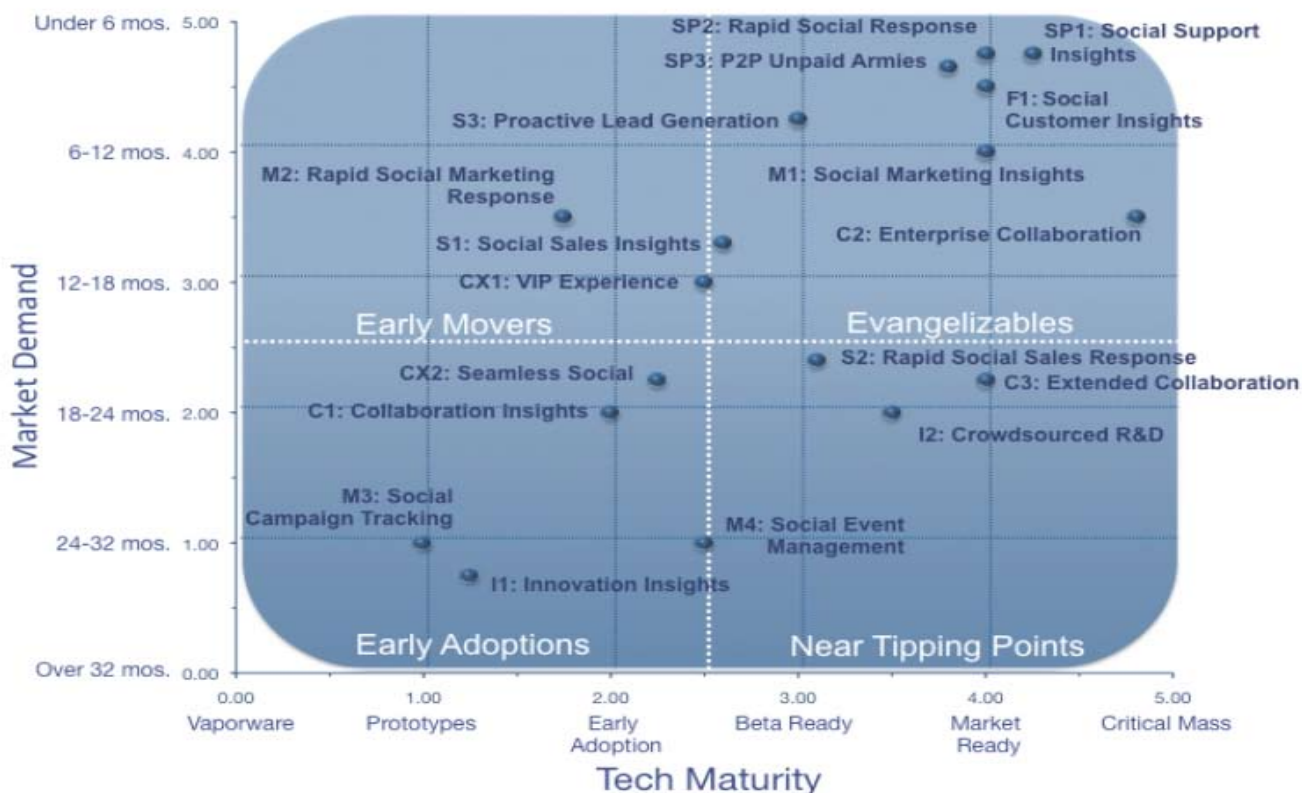 Under 6 mos. 5.00
SP2: Rapid Social Response
SP1: Social Support
Insights
SP3: P2P Unpaid Armies
F1: Social
Customer Insights
S3: Proactive Lead Generation
6-12 mos. 4.00
M2: Rapid Social Marketing
Response
M1: Social Marketing Insights
C2: Enterprise Collaboration
S1: Social Sales Insights
12-18 mos. 3.00
CX1: VIP Experience
Early Movers
Evangelizables
Market Demand
CX2: Seamless Social
S2: Rapid Social Sales Response
C3: Extended Collaboration
18-24 mos. 2.00
C1: Collaboration Insights
I2: Crowdsourced R&D
M3: Social
Campaign Tracking
24-32 mos. 1.00
M4: Social Event
Management
I1: Innovation Insights
Early Adoptions
Near Tipping Points
Over 32 mos. 0.00
0.00 1.00 2.00 3.00 4.00 5.00
Vaporware Prototypes Early Beta Ready Market Critical Mass
Adoption Ready
Tech Maturity